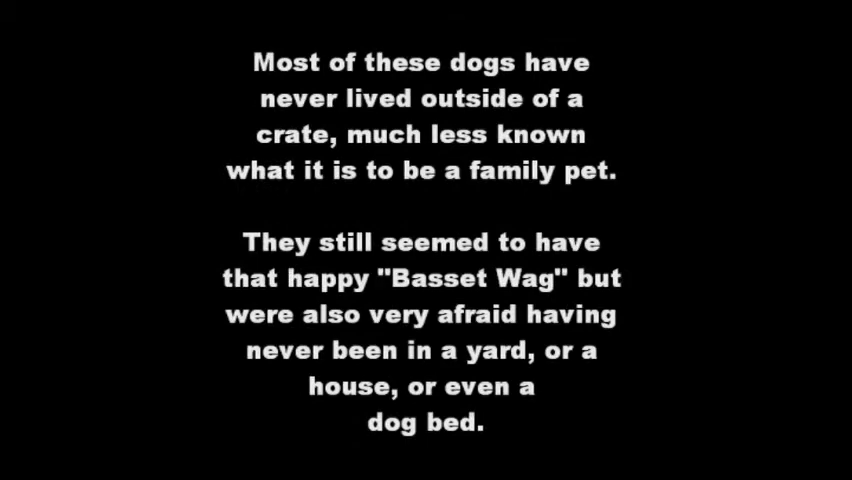 Most of these dogs have
never lived outside of a
crate, much less known
what it is to be a family pet.
They still seemed to have
that happy "Basset Wag" but
were also very afraid having
never been in a yard, or a
house, or even a
dog bed.